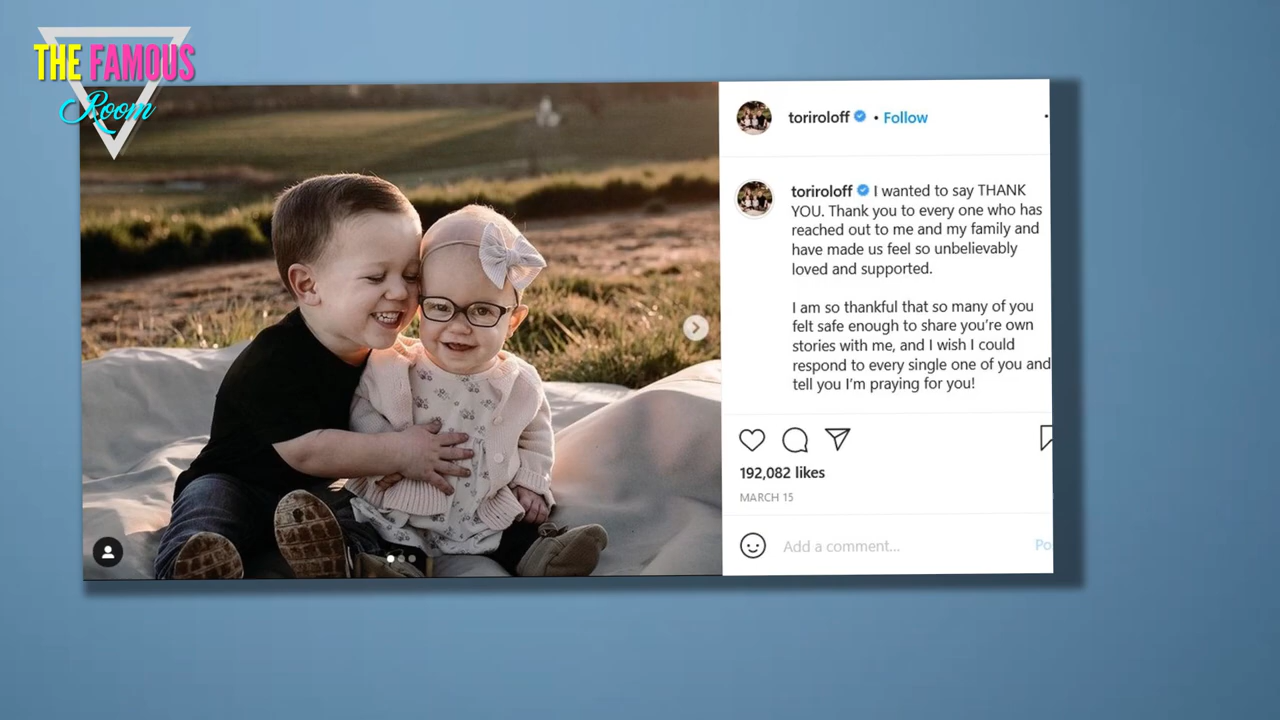 THE FAMOUS
Room
toriroloff • Follow
toriroloff I wanted to say THANK
YOU. Thank you to every one who has
reached out to me and my family and
have made us feel so unbelievably
loved and supported.
I am so thankful that so many of you
felt safe enough to share you're own
stories with me, and I wish I could
respond to every single one of you and
tell you I'm praying for you!
192,082 likes
MARCH 15
Add a comment...
Po